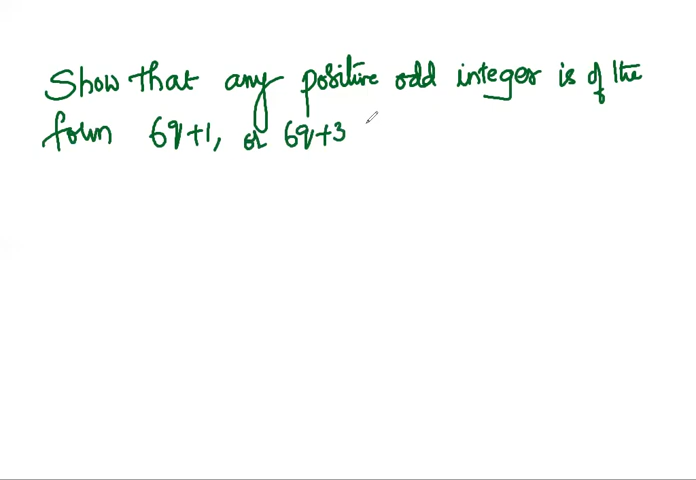 Show that any positive odd integer is of the
form 6q+1, or 6q+3